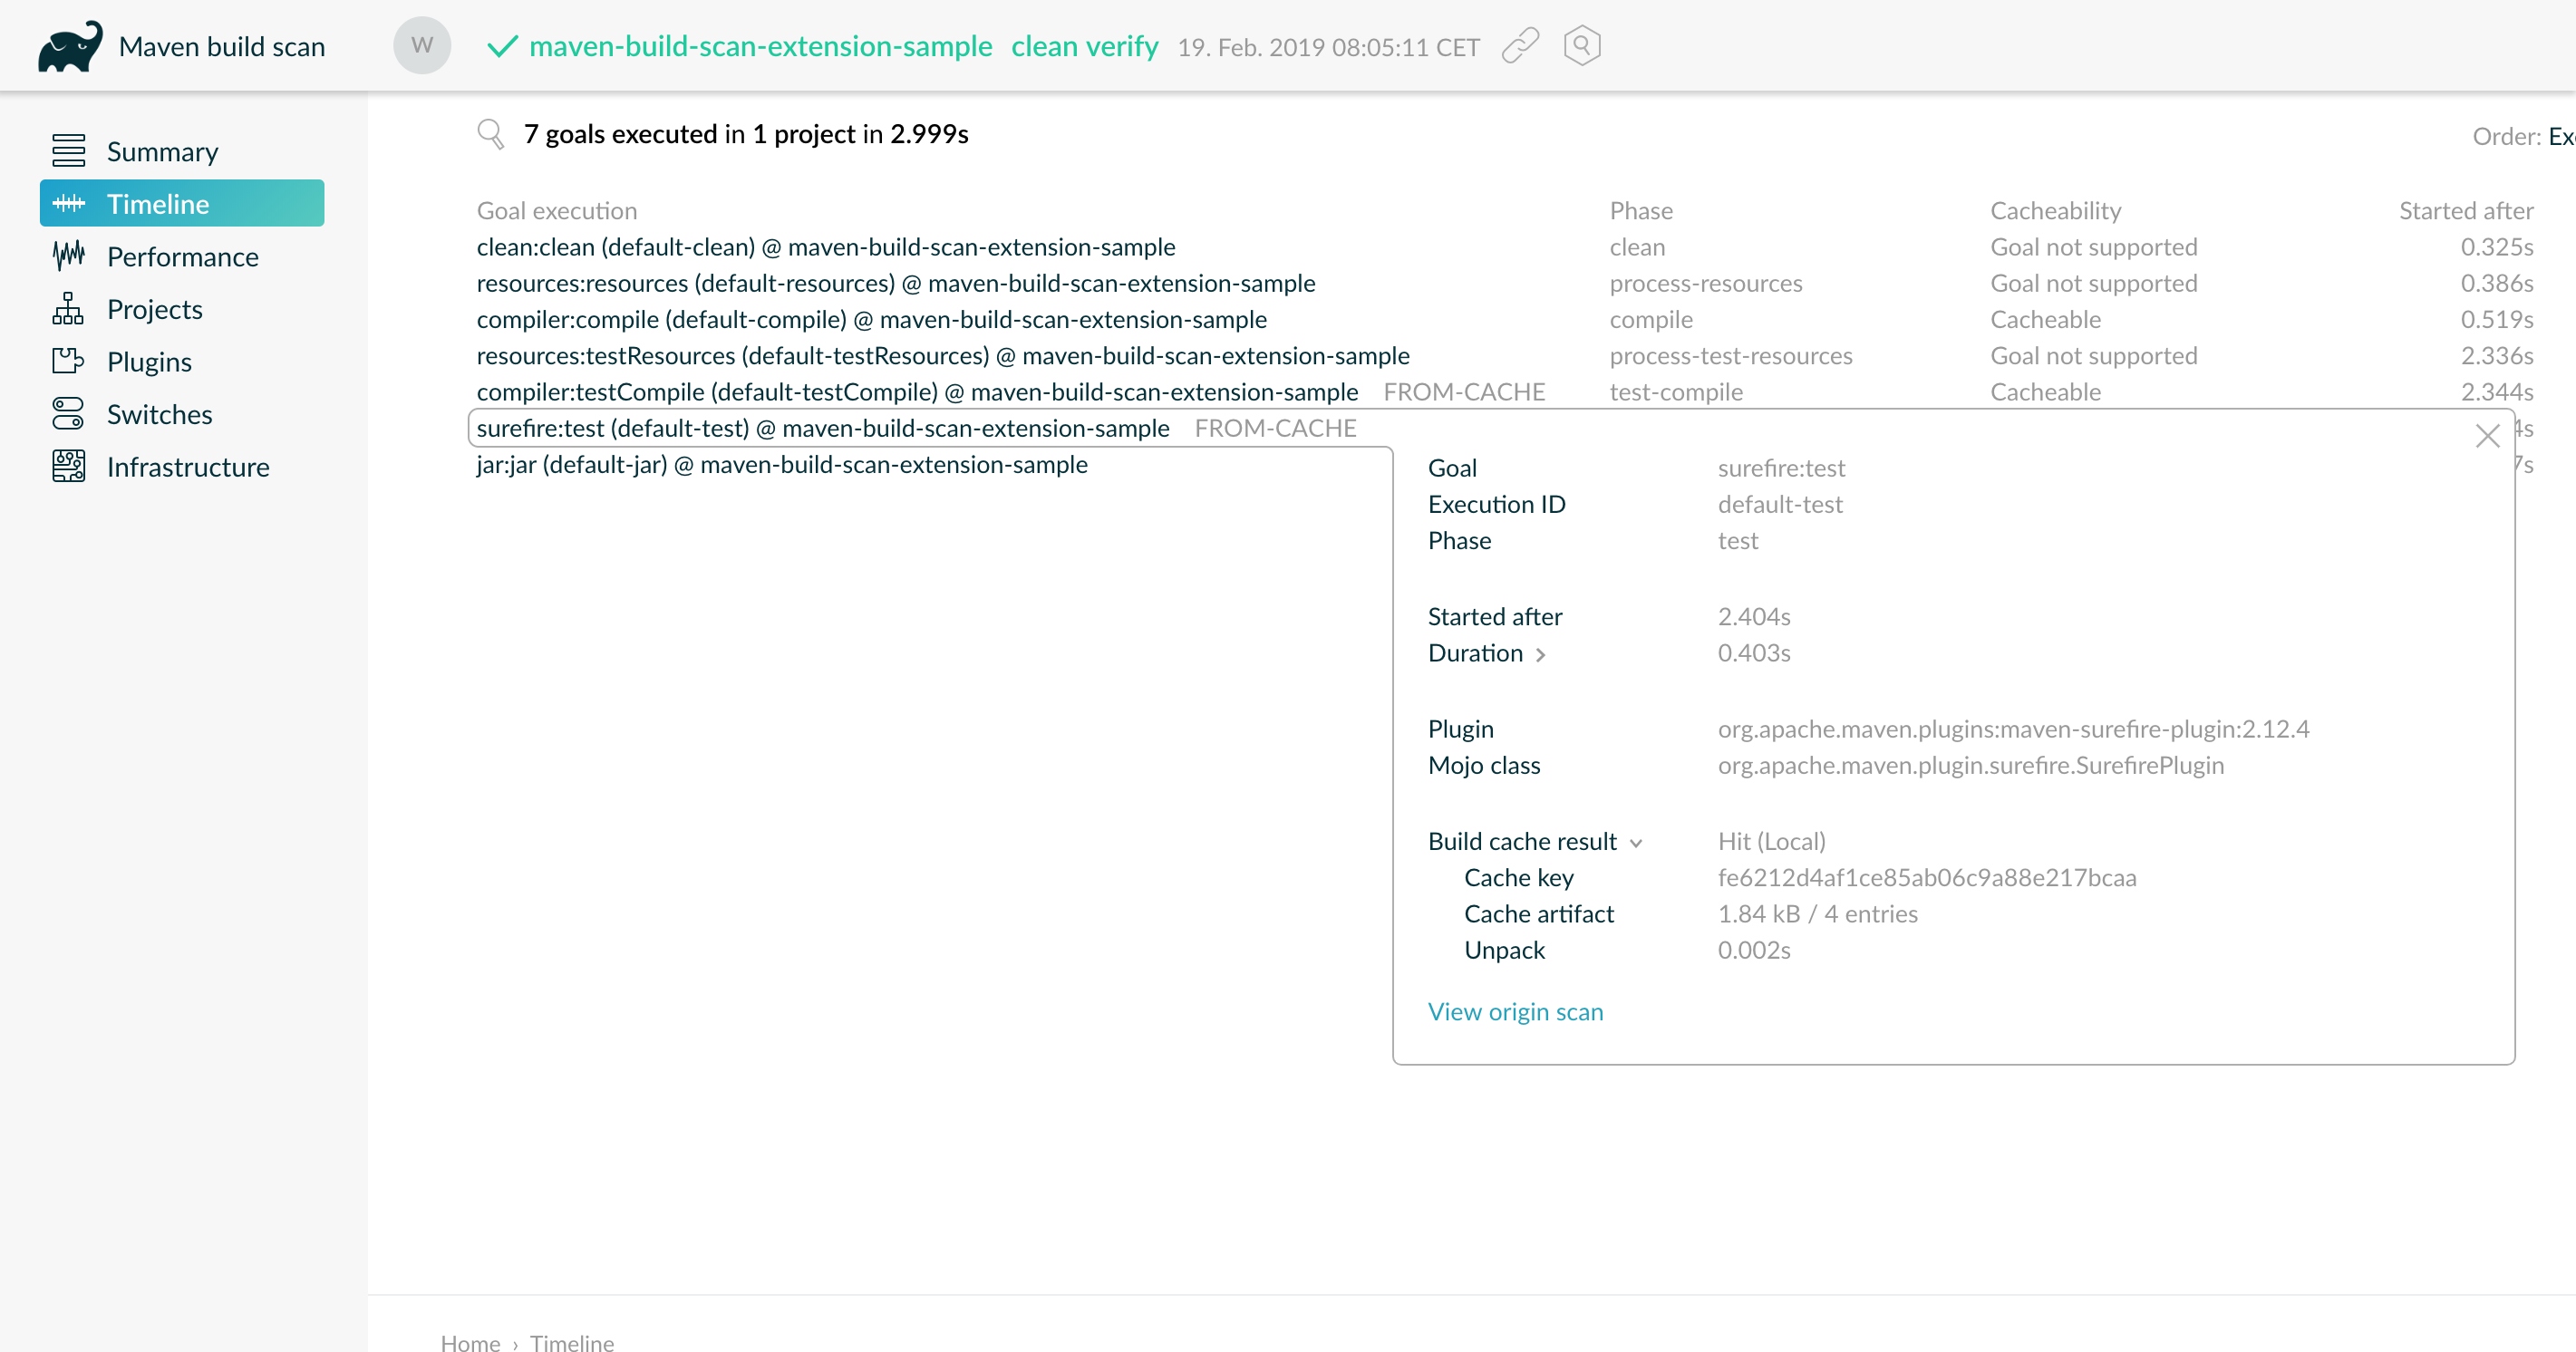 Maven build scan
W maven-build-scan-extension-sample clean verify 19. Feb. 2019 08:05:11 CET
Summary
Timeline
Performance
Projects
Plugins
Switches
Infrastructure
7 goals executed in 1 project in 2.999s
Order:
Goal execution Phase Cacheability Started after
clean:clean (default-clean) @ maven-build-scan-extension-sample clean Goal not supported 0.325s
resources:resources (default-resources) @ maven-build-scan-extension-sample process-resources Goal not supported 0.386s
compiler:compile (default-compile) @ maven-build-scan-extension-sample compile Cacheable 0.519s
resources:testResources (default-testResources) @ maven-build-scan-extension-sample process-test-resources Goal not supported 2.336s
compiler:testCompile (default-testCompile) @ maven-build-scan-extension-sample FROM-CACHE test-compile Cacheable 2.344s
surefire:test (default-test) @ maven-build-scan-extension-sample FROM-CACHE
jar:jar (default-jar) @ maven-build-scan-extension-sample
Goal surefire:test
Execution ID default-test
Phase test
Started after 2.404s
Duration 0.403s
Plugin org.apache.maven.plugins:maven-surefire-plugin:2.12.4
Mojo class org.apache.maven.plugin.surefire.SurefirePlugin
Build cache result Hit (Local)
Cache key fe6212d4af1ce85ab06c9a88e217bcaa
Cache artifact 1.84 kB / 4 entries
Unpack 0.002s
View origin scan
Home › Timeline